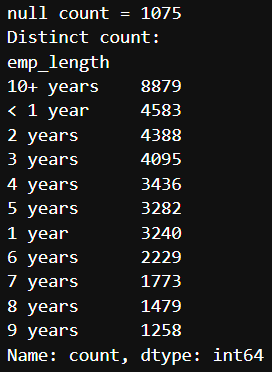 null count = 1075
Distinct count:
emp_length
10+ years    8879
< 1 year     4583
2 years      4388
3 years      4095
4 years      3436
5 years      3282
1 year       3240
6 years      2229
7 years      1773
8 years      1479
9 years      1258
Name: count, dtype: int64